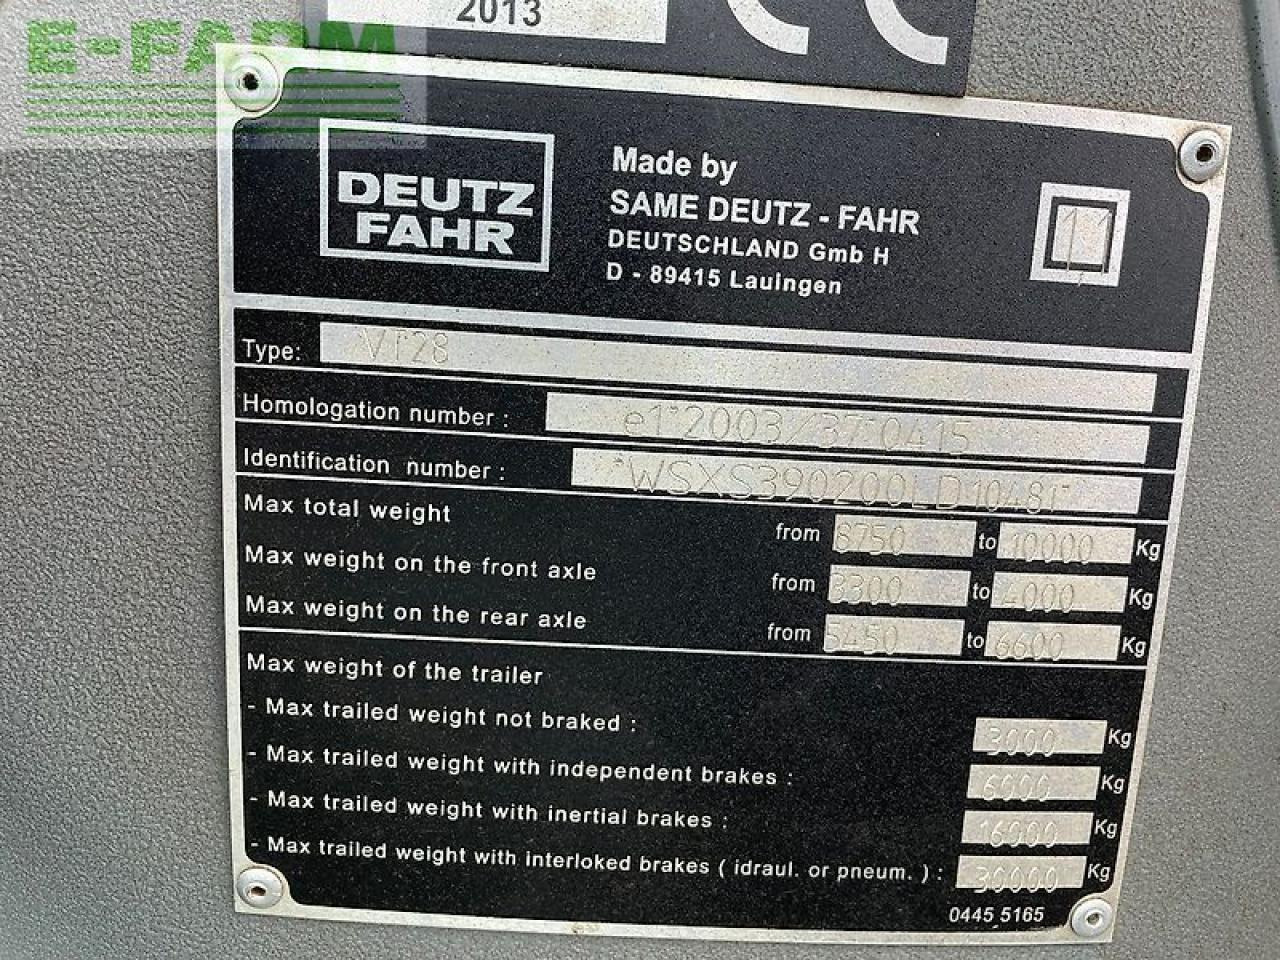 E-FARM
2013
CE
DEUTZ
FAHR
Made by
SAME DEUTZ - FAHR
DEUTSCHLAND Gmb H
D - 89415 Lauingen
Type: VT28
Homologation number : e1*2003/37*0415
Identification number : *WSXS390200LD10481*
Max total weight from 8750 to 10000 Kg
Max weight on the front axle from 3300 to 4000 Kg
Max weight on the rear axle from 5450 to 6600 Kg
Max weight of the trailer
- Max trailed weight not braked : 3000 Kg
- Max trailed weight with independent brakes : 6000 Kg
- Max trailed weight with inertial brakes : 16000 Kg
- Max trailed weight with interloked brakes ( idraul. or pneum. ) : 30000 Kg
0445 5165